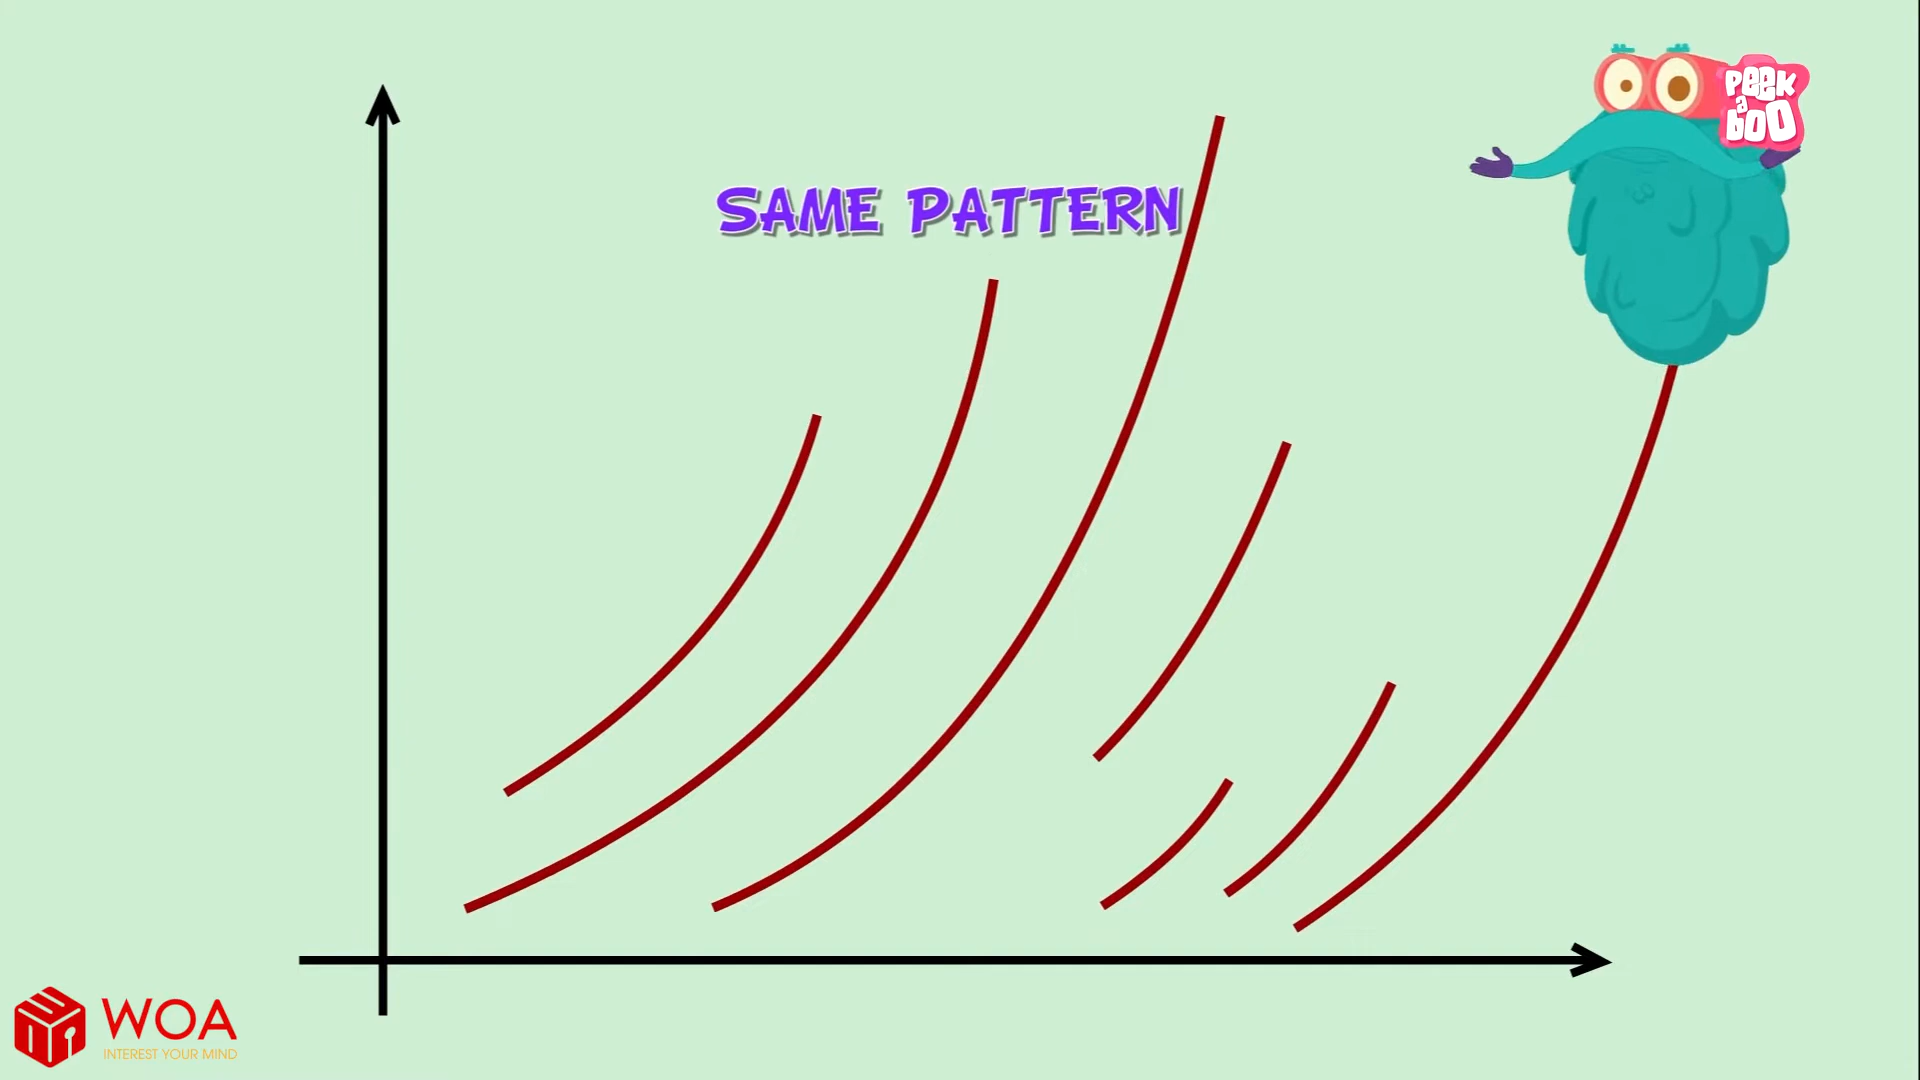 PEEK
a
boo
SAME PATTERN
WOA
INTEREST YOUR MIND